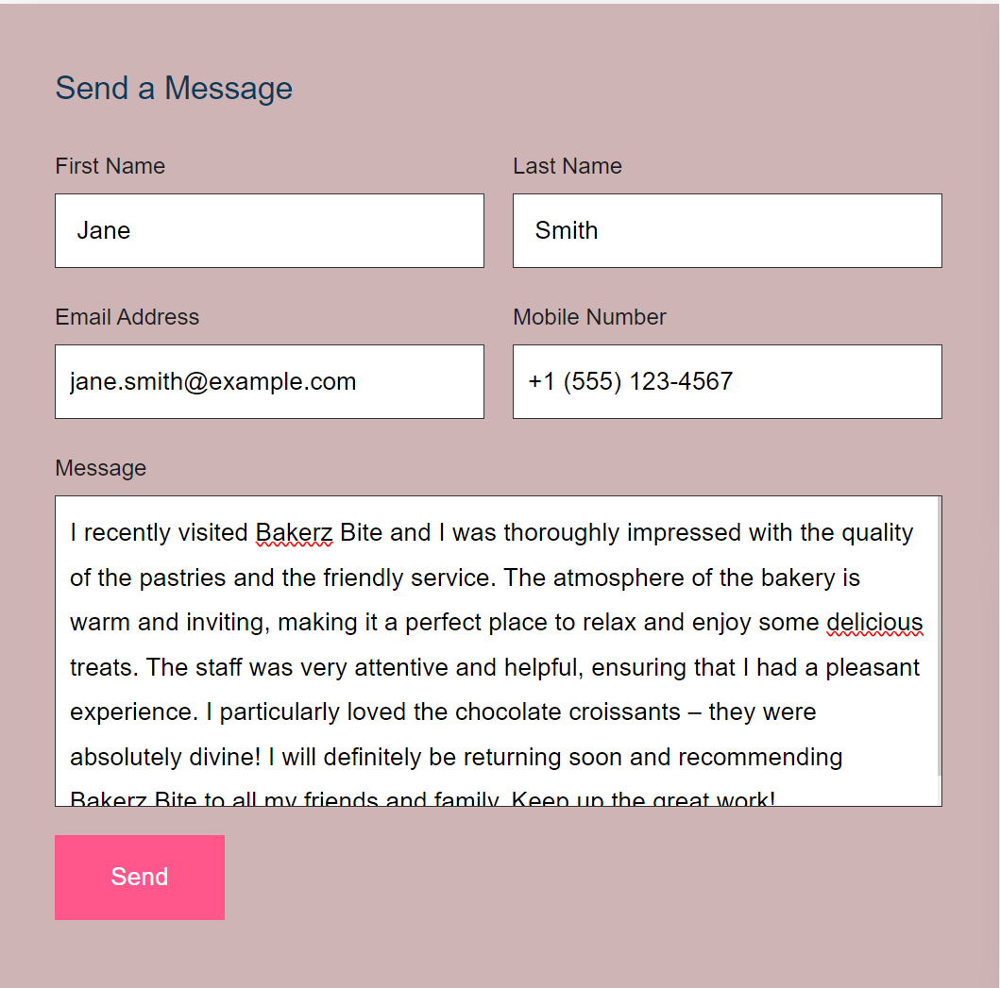 Send a Message
First Name
Last Name
Jane
Smith
Email Address
Mobile Number
jane.smith@example.com
+1 (555) 123-4567
Message
I recently visited Bakerz Bite and I was thoroughly impressed with the quality
of the pastries and the friendly service. The atmosphere of the bakery is
warm and inviting, making it a perfect place to relax and enjoy some delicious
treats. The staff was very attentive and helpful, ensuring that I had a pleasant
experience. I particularly loved the chocolate croissants – they were
absolutely divine! I will definitely be returning soon and recommending
Bakerz Bite to all my friends and family. Keep up the great work!
Send